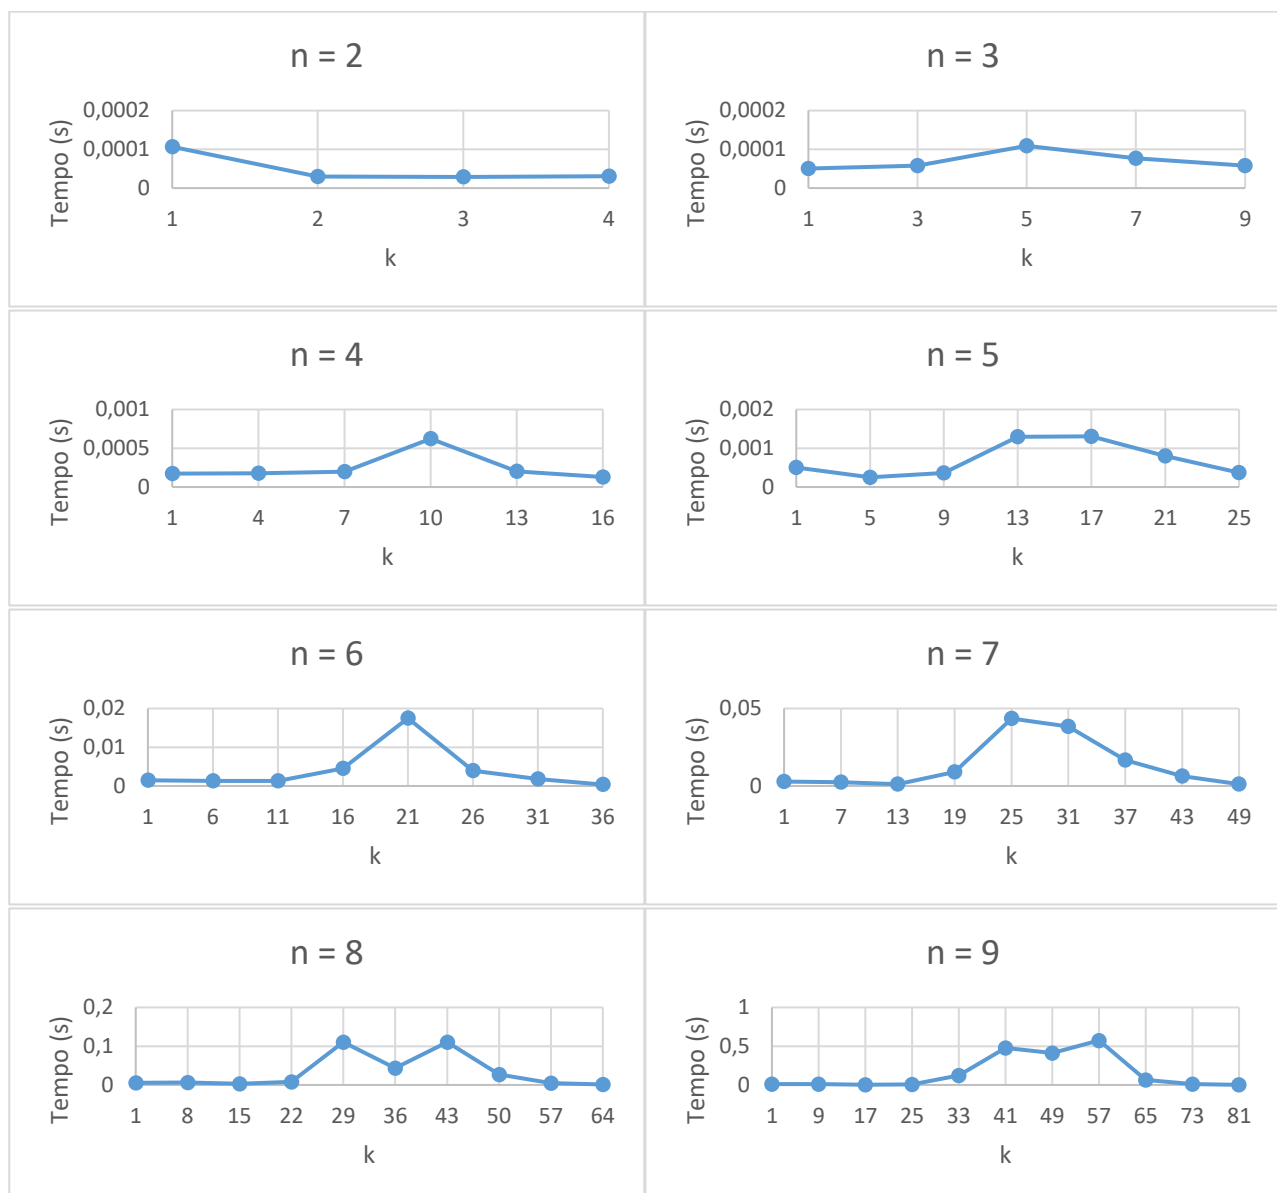 n = 2
Tempo (s)
0,0002
0,0001
0
1 2 3 4
k
n = 3
Tempo (s)
0,0002
0,0001
0
1 3 5 7 9
k
n = 4
Tempo (s)
0,001
0,0005
0
1 4 7 10 13 16
k
n = 5
Tempo (s)
0,002
0,001
0
1 5 9 13 17 21 25
k
n = 6
Tempo (s)
0,02
0,01
0
1 6 11 16 21 26 31 36
k
n = 7
Tempo (s)
0,05
0
1 7 13 19 25 31 37 43 49
k
n = 8
Tempo (s)
0,2
0,1
0
1 8 15 22 29 36 43 50 57 64
k
n = 9
Tempo (s)
1
0,5
0
1 9 17 25 33 41 49 57 65 73 81
k